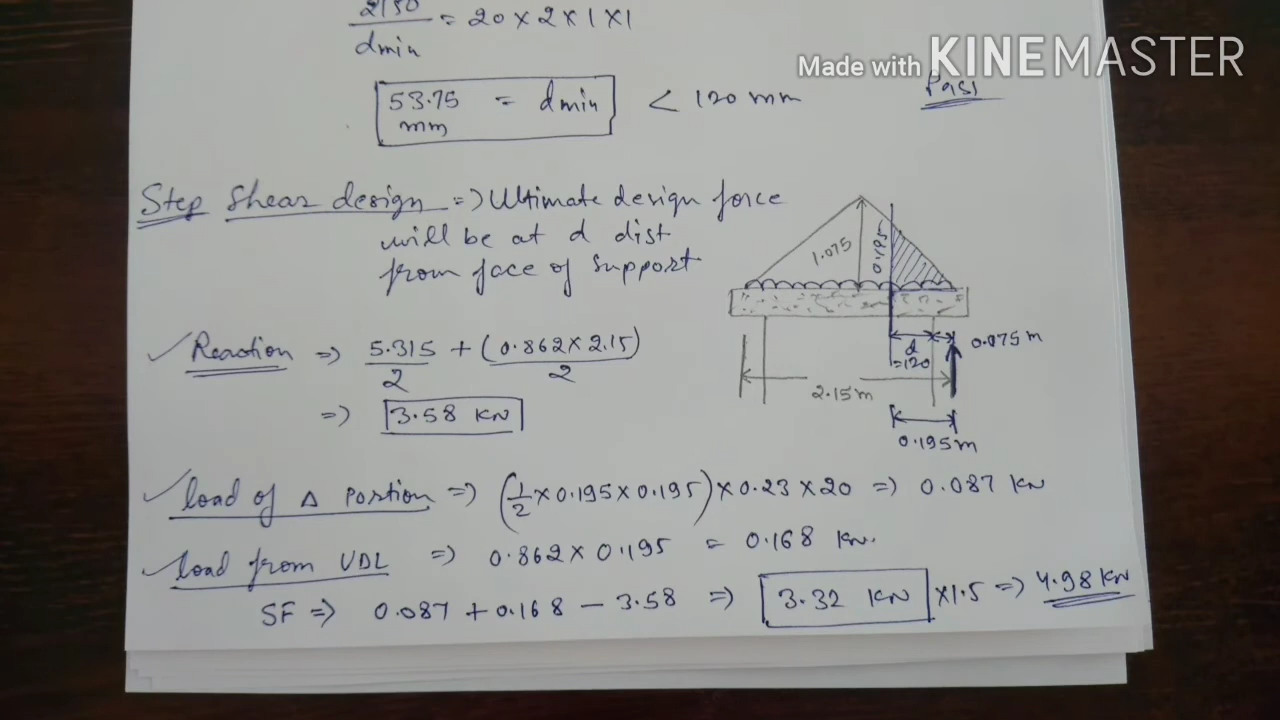 2150
dmin
= 20 × 2 × 1 × 1
Made with KINEMASTER
53.75 mm = dmin < 120 mm
Pass
Step Shear design => Ultimate design force
will be at d dist
from face of support
1.075
0.195
✓ Reaction => 5.315/2 + (0.862 × 2.15)/2
=> 3.58 KN
d = 120
0.075 m
2.15 m
0.195 m
✓ load of Δ Portion => (1/2 × 0.195 × 0.195) × 0.23 × 20 => 0.087 KN
✓ load from UDL => 0.862 × 0.195 = 0.168 KN.
SF => 0.087 + 0.168 - 3.58 => 3.32 KN × 1.5 => 4.98 KN